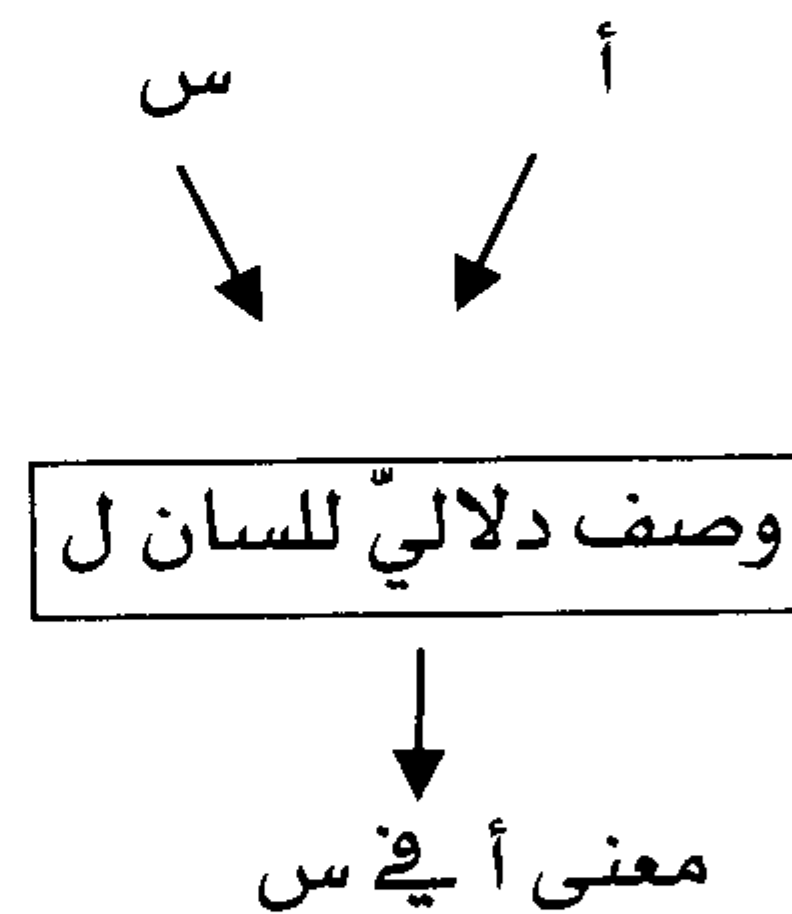 أ س
وصف دلاليّ للسان ل
معنى أ في س